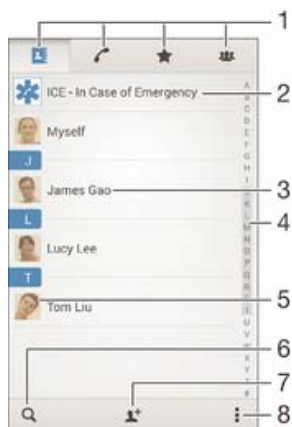 1
ICE - In Case of Emergency
2
Myself
J
James Gao
3
L
4
Lucy Lee
T
5
Tom Liu
6
7
8
A
B
C
D
E
F
G
H
I
K
L
M
N
O
P
Q
R
S
T
U
V
W
X
Y
Z
#